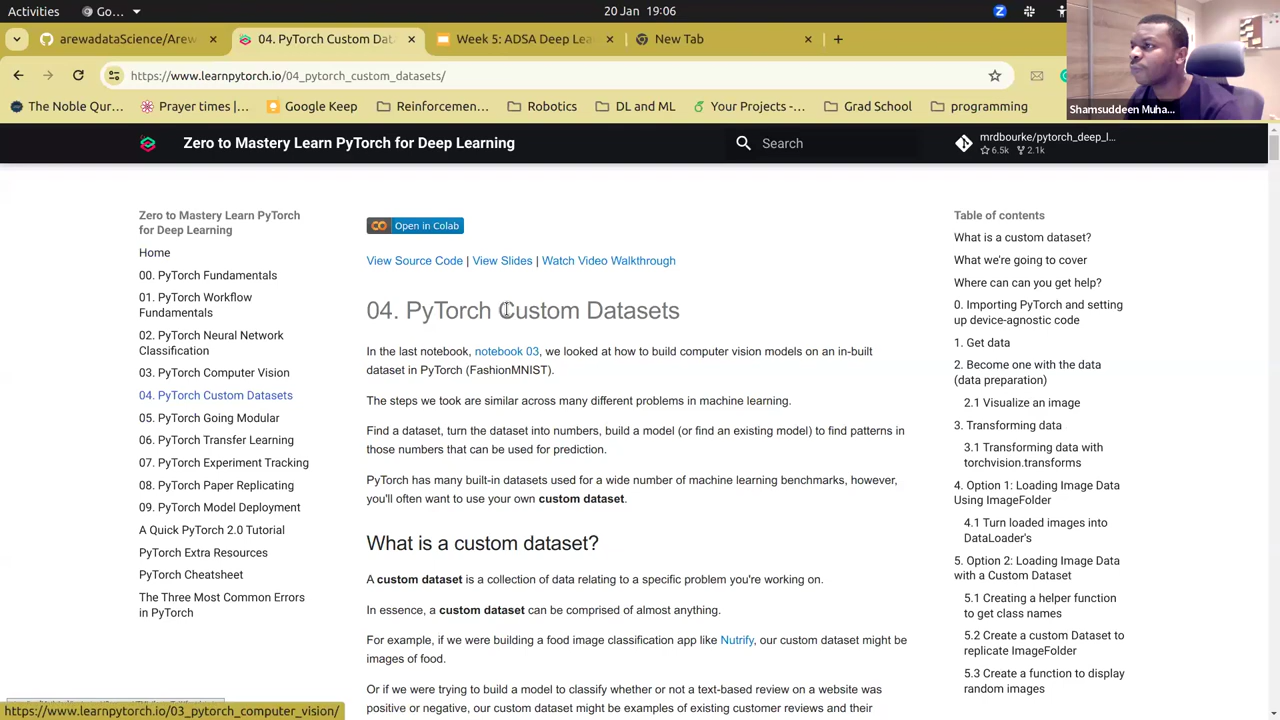 Activities
Go...
20 Jan 19:06
arewadataScience/Arew
04. PyTorch Custom Dat
Week 5: ADSA Deep Lea
New Tab
https://www.learnpytorch.io/04_pytorch_custom_datasets/
The Noble Qur...
Prayer times |...
Google Keep
Reinforcemen...
Robotics
DL and ML
Your Projects -...
Grad School
programming
Shamsuddeen Muha...
Zero to Mastery Learn PyTorch for Deep Learning
Search
mrdbourke/pytorch_deep_l...
6.5k 2.1k
Zero to Mastery Learn PyTorch
for Deep Learning
Home
00. PyTorch Fundamentals
01. PyTorch Workflow
Fundamentals
02. PyTorch Neural Network
Classification
03. PyTorch Computer Vision
04. PyTorch Custom Datasets
05. PyTorch Going Modular
06. PyTorch Transfer Learning
07. PyTorch Experiment Tracking
08. PyTorch Paper Replicating
09. PyTorch Model Deployment
A Quick PyTorch 2.0 Tutorial
PyTorch Extra Resources
PyTorch Cheatsheet
The Three Most Common Errors
in PyTorch
Open in Colab
View Source Code | View Slides | Watch Video Walkthrough
04. PyTorch Custom Datasets
In the last notebook, notebook 03, we looked at how to build computer vision models on an in-built
dataset in PyTorch (FashionMNIST).
The steps we took are similar across many different problems in machine learning.
Find a dataset, turn the dataset into numbers, build a model (or find an existing model) to find patterns in
those numbers that can be used for prediction.
PyTorch has many built-in datasets used for a wide number of machine learning benchmarks, however,
you'll often want to use your own custom dataset.
What is a custom dataset?
A custom dataset is a collection of data relating to a specific problem you're working on.
In essence, a custom dataset can be comprised of almost anything.
For example, if we were building a food image classification app like Nutrify, our custom dataset might be
images of food.
Or if we were trying to build a model to classify whether or not a text-based review on a website was
positive or negative, our custom dataset might be examples of existing customer reviews and their
Table of contents
What is a custom dataset?
What we're going to cover
Where can can you get help?
0. Importing PyTorch and setting
up device-agnostic code
1. Get data
2. Become one with the data
(data preparation)
2.1 Visualize an image
3. Transforming data
3.1 Transforming data with
torchvision.transforms
4. Option 1: Loading Image Data
Using ImageFolder
4.1 Turn loaded images into
DataLoader's
5. Option 2: Loading Image Data
with a Custom Dataset
5.1 Creating a helper function
to get class names
5.2 Create a custom Dataset to
replicate ImageFolder
5.3 Create a function to display
random images
https://www.learnpytorch.io/03_pytorch_computer_vision/